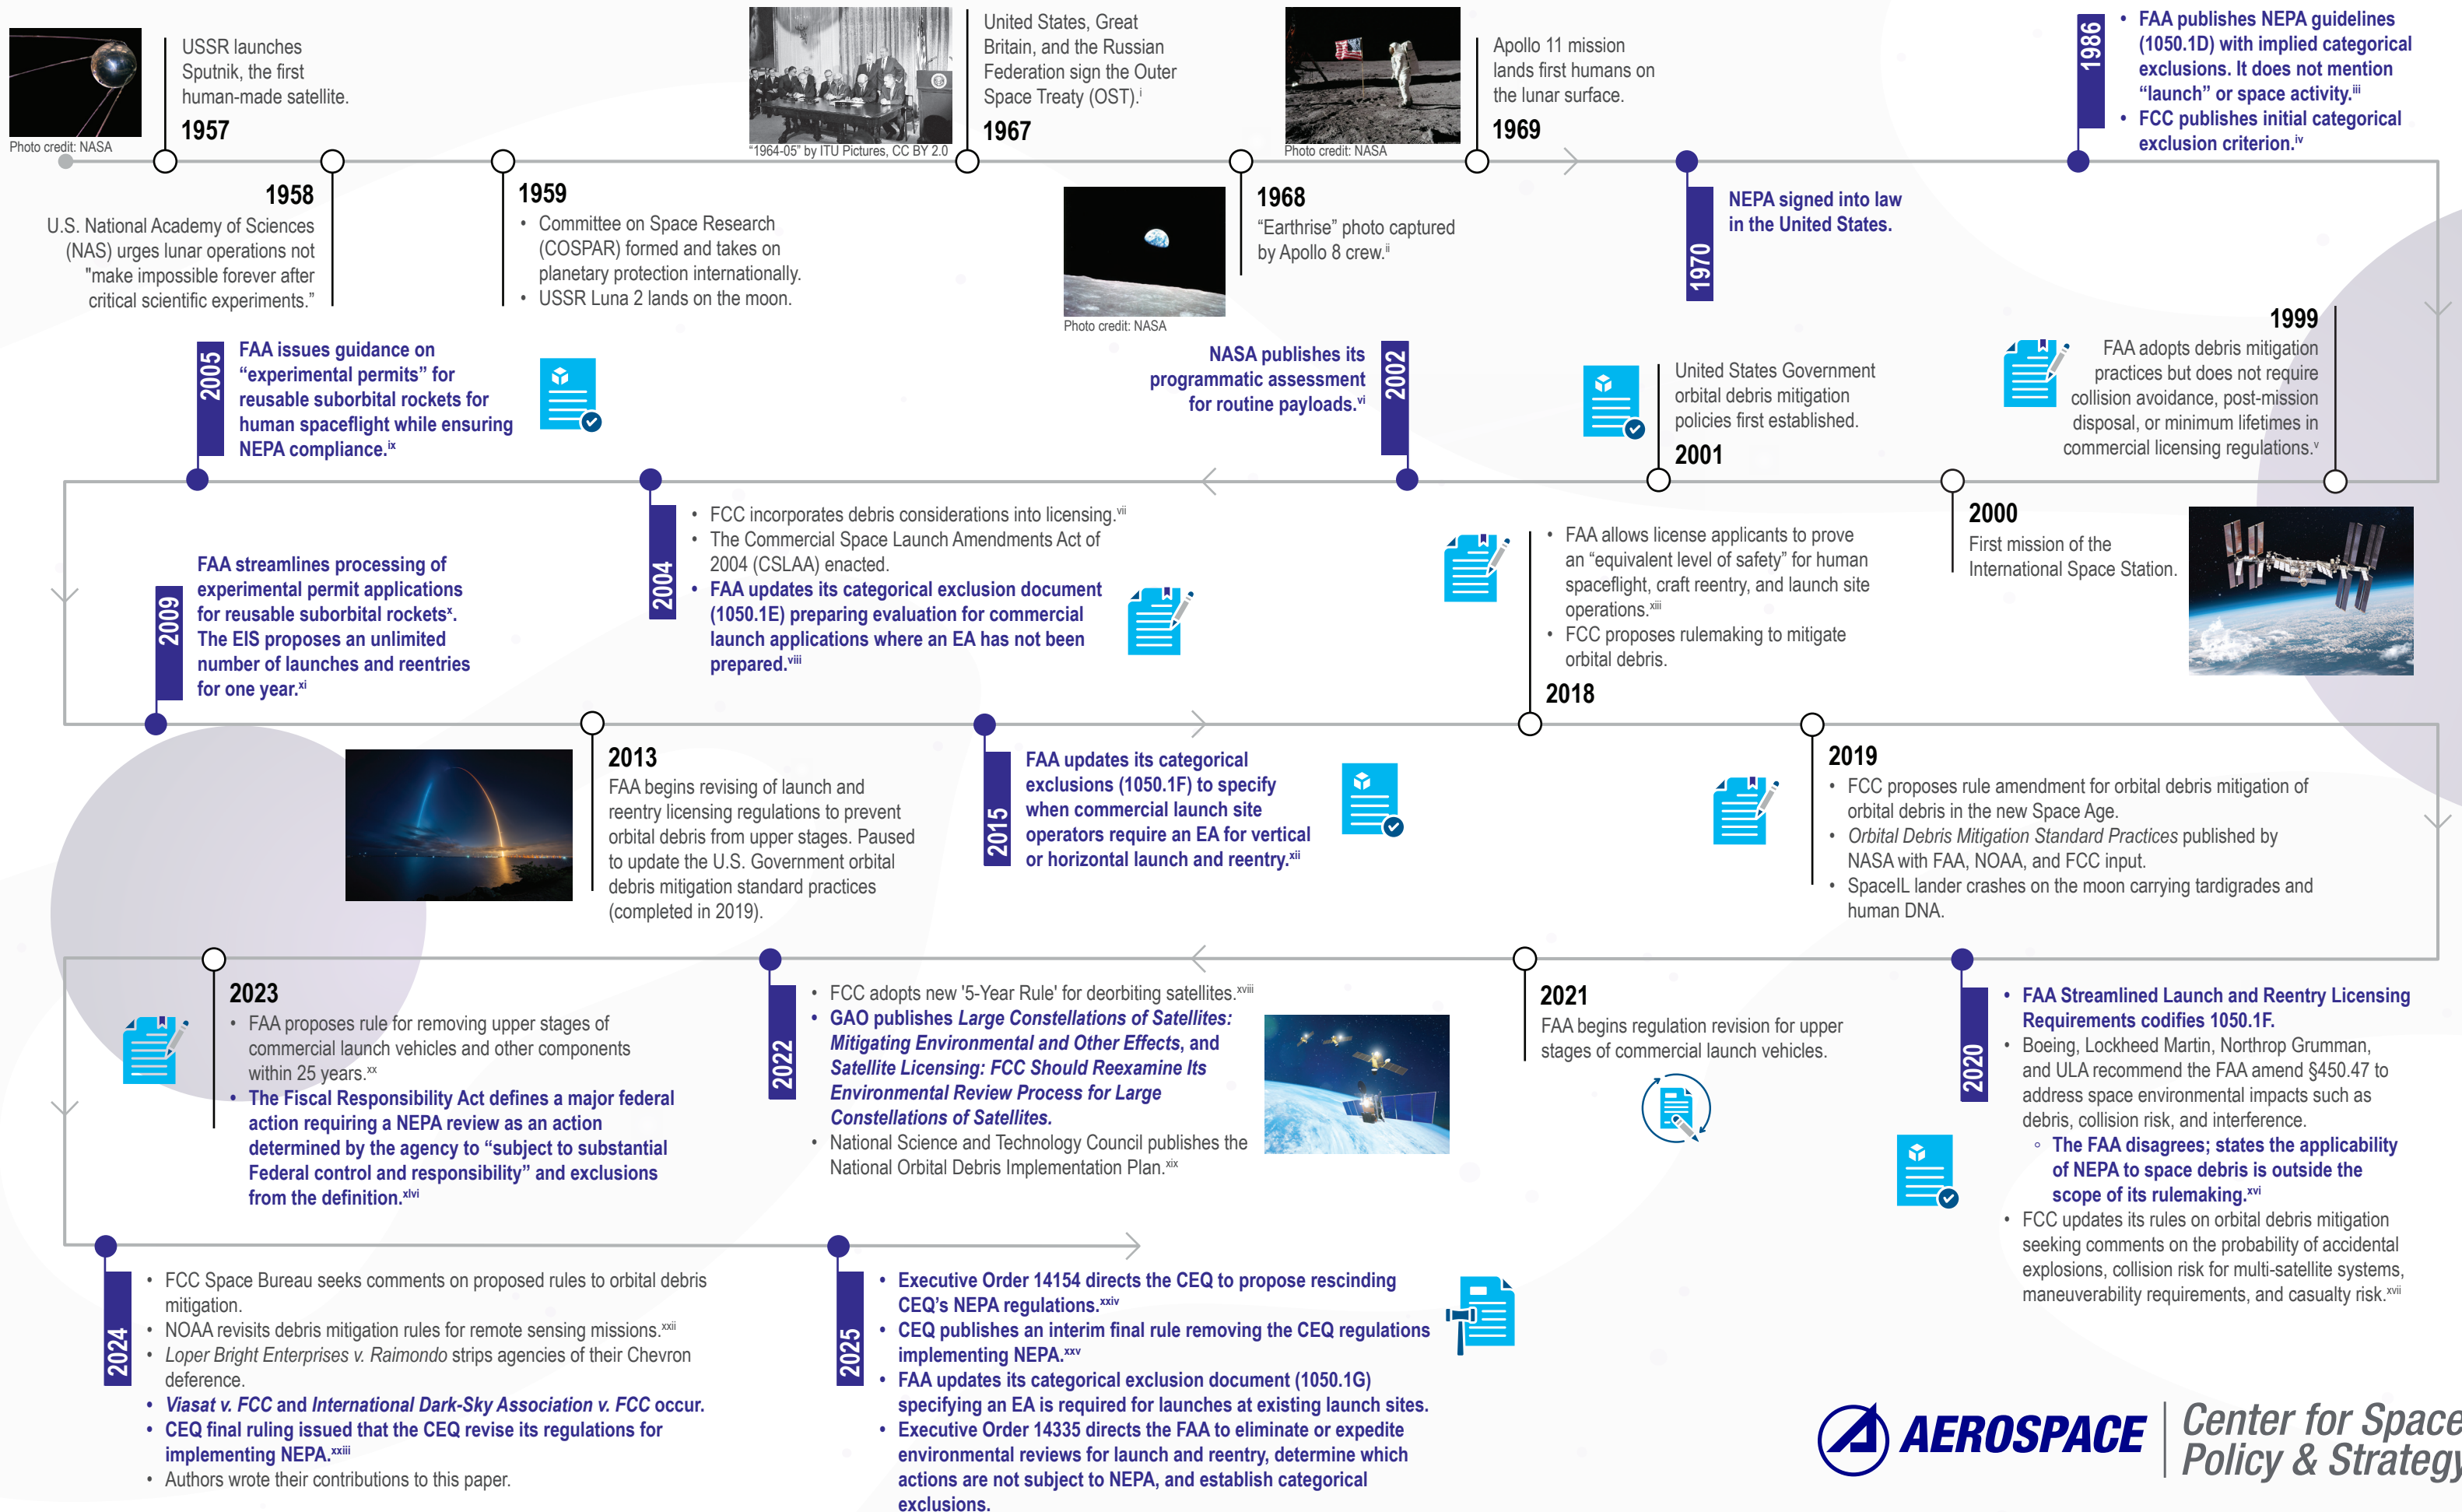 USSR launches
Sputnik, the first
human-made satellite.
1957
Photo credit: NASA
1958
U.S. National Academy of Sciences
(NAS) urges lunar operations not
"make impossible forever after
critical scientific experiments.”
1959
• Committee on Space Research
(COSPAR) formed and takes on
planetary protection internationally.
• USSR Luna 2 lands on the moon.
“1964-05” by ITU Pictures, CC BY 2.0
United States, Great
Britain, and the Russian
Federation sign the Outer
Space Treaty (OST).i
1967
1968
“Earthrise” photo captured
by Apollo 8 crew.ii
Photo credit: NASA
Photo credit: NASA
Apollo 11 mission
lands first humans on
the lunar surface.
1969
1970
NEPA signed into law
in the United States.
1986
• FAA publishes NEPA guidelines
(1050.1D) with implied categorical
exclusions. It does not mention
“launch” or space activity.iii
• FCC publishes initial categorical
exclusion criterion.iv
1999
FAA adopts debris mitigation
practices but does not require
collision avoidance, post-mission
disposal, or minimum lifetimes in
commercial licensing regulations.v
2000
First mission of the
International Space Station.
United States Government
orbital debris mitigation
policies first established.
2001
2002
NASA publishes its
programmatic assessment
for routine payloads.vi
2004
• FCC incorporates debris considerations into licensing.vii
• The Commercial Space Launch Amendments Act of
2004 (CSLAA) enacted.
• FAA updates its categorical exclusion document
(1050.1E) preparing evaluation for commercial
launch applications where an EA has not been
prepared.viii
2005
FAA issues guidance on
“experimental permits” for
reusable suborbital rockets for
human spaceflight while ensuring
NEPA compliance.ix
2009
FAA streamlines processing of
experimental permit applications
for reusable suborbital rocketsx.
The EIS proposes an unlimited
number of launches and reentries
for one year.xi
2013
FAA begins revising of launch and
reentry licensing regulations to prevent
orbital debris from upper stages. Paused
to update the U.S. Government orbital
debris mitigation standard practices
(completed in 2019).
2015
FAA updates its categorical
exclusions (1050.1F) to specify
when commercial launch site
operators require an EA for vertical
or horizontal launch and reentry.xii
• FAA allows license applicants to prove
an “equivalent level of safety” for human
spaceflight, craft reentry, and launch site
operations.xiii
• FCC proposes rulemaking to mitigate
orbital debris.
2018
2019
• FCC proposes rule amendment for orbital debris mitigation of
orbital debris in the new Space Age.
• Orbital Debris Mitigation Standard Practices published by
NASA with FAA, NOAA, and FCC input.
• SpaceIL lander crashes on the moon carrying tardigrades and
human DNA.
2020
• FAA Streamlined Launch and Reentry Licensing
Requirements codifies 1050.1F.
• Boeing, Lockheed Martin, Northrop Grumman,
and ULA recommend the FAA amend §450.47 to
address space environmental impacts such as
debris, collision risk, and interference.
◦ The FAA disagrees; states the applicability
of NEPA to space debris is outside the
scope of its rulemaking.xvi
• FCC updates its rules on orbital debris mitigation
seeking comments on the probability of accidental
explosions, collision risk for multi-satellite systems,
maneuverability requirements, and casualty risk.xvii
2021
FAA begins regulation revision for upper
stages of commercial launch vehicles.
2022
• FCC adopts new '5-Year Rule' for deorbiting satellites.xviii
• GAO publishes Large Constellations of Satellites:
Mitigating Environmental and Other Effects, and
Satellite Licensing: FCC Should Reexamine Its
Environmental Review Process for Large
Constellations of Satellites.
• National Science and Technology Council publishes the
National Orbital Debris Implementation Plan.xix
2023
• FAA proposes rule for removing upper stages of
commercial launch vehicles and other components
within 25 years.xx
• The Fiscal Responsibility Act defines a major federal
action requiring a NEPA review as an action
determined by the agency to “subject to substantial
Federal control and responsibility” and exclusions
from the definition.xlvi
2024
• FCC Space Bureau seeks comments on proposed rules to orbital debris
mitigation.
• NOAA revisits debris mitigation rules for remote sensing missions.xxii
• Loper Bright Enterprises v. Raimondo strips agencies of their Chevron
deference.
• Viasat v. FCC and International Dark-Sky Association v. FCC occur.
• CEQ final ruling issued that the CEQ revise its regulations for
implementing NEPA.xxiii
• Authors wrote their contributions to this paper.
2025
• Executive Order 14154 directs the CEQ to propose rescinding
CEQ’s NEPA regulations.xxiv
• CEQ publishes an interim final rule removing the CEQ regulations
implementing NEPA.xxv
• FAA updates its categorical exclusion document (1050.1G)
specifying an EA is required for launches at existing launch sites.
• Executive Order 14335 directs the FAA to eliminate or expedite
environmental reviews for launch and reentry, determine which
actions are not subject to NEPA, and establish categorical
exclusions.
AEROSPACE
Center for Space
Policy & Strategy